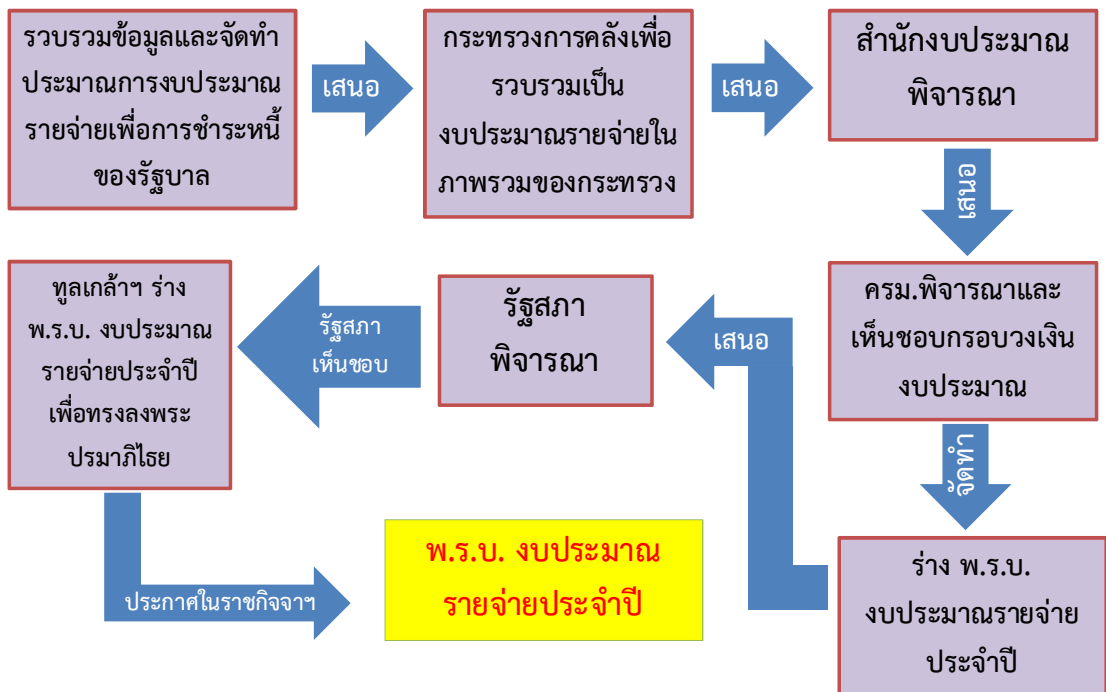 รวบรวมข้อมูลและจัดทำ
ประมาณการงบประมาณ
รายจ่ายเพื่อการชำระหนี้
ของรัฐบาล
เสนอ
กระทรวงการคลังเพื่อ
รวบรวมเป็น
งบประมาณรายจ่ายใน
ภาพรวมของกระทรวง
เสนอ
สำนักงบประมาณ
พิจารณา
เสนอ
ครม.พิจารณาและ
เห็นชอบกรอบวงเงิน
งบประมาณ
จัดทำ
ร่าง พ.ร.บ.
งบประมาณรายจ่าย
ประจำปี
เสนอ
รัฐสภา
พิจารณา
รัฐสภา
เห็นชอบ
ทูลเกล้าฯ ร่าง
พ.ร.บ. งบประมาณ
รายจ่ายประจำปี
เพื่อทรงลงพระ
ปรมาภิไธย
ประกาศในราชกิจจาฯ
พ.ร.บ. งบประมาณ
รายจ่ายประจำปี